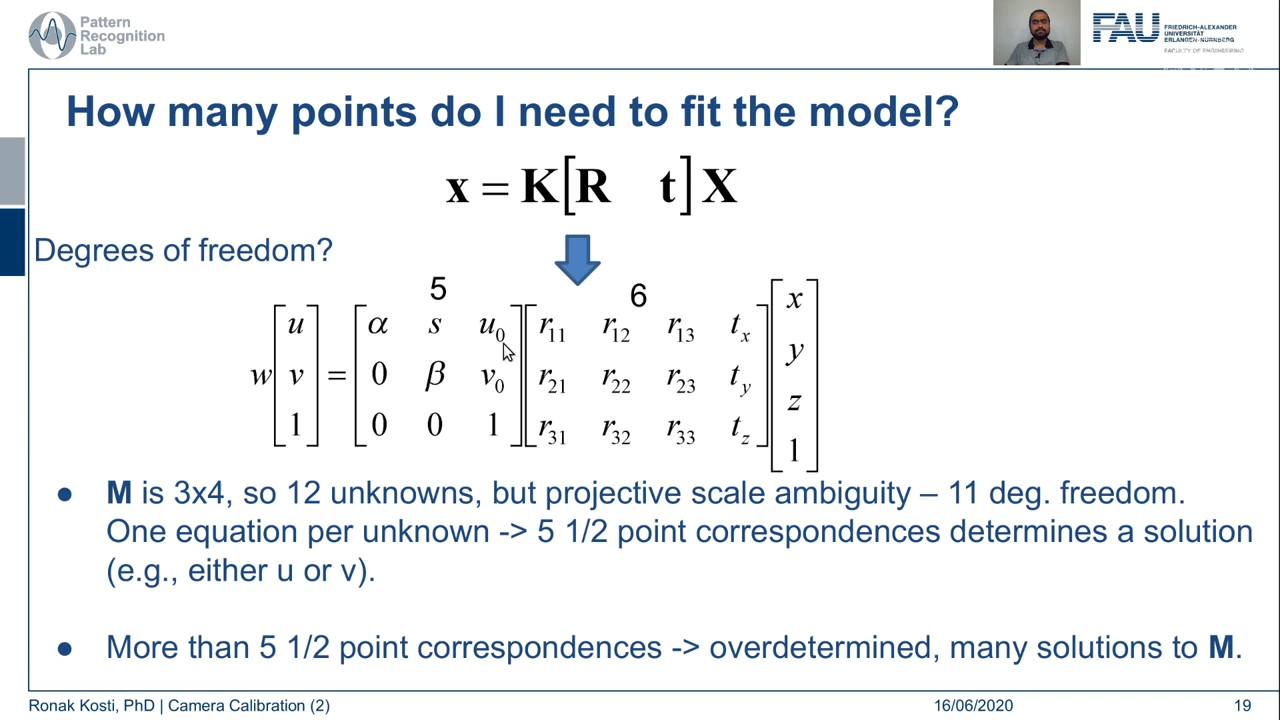 Pattern
Recognition
Lab
FAU
FRIEDRICH-ALEXANDER
UNIVERSITÄT
ERLANGEN-NÜRNBERG
FACULTY OF ENGINEERING
How many points do I need to fit the model?
x = K[R t]X
Degrees of freedom?
5 6
w [u v 1] = [α s u₀; 0 β v₀; 0 0 1] [r₁₁ r₁₂ r₁₃ tₓ; r₂₁ r₂₂ r₂₃ t_y; r₃₁ r₃₂ r₃₃ t_z] [x y z 1]
● M is 3x4, so 12 unknowns, but projective scale ambiguity – 11 deg. freedom.
One equation per unknown -> 5 1/2 point correspondences determines a solution
(e.g., either u or v).
● More than 5 1/2 point correspondences -> overdetermined, many solutions to M.
Ronak Kosti, PhD | Camera Calibration (2) 16/06/2020 19